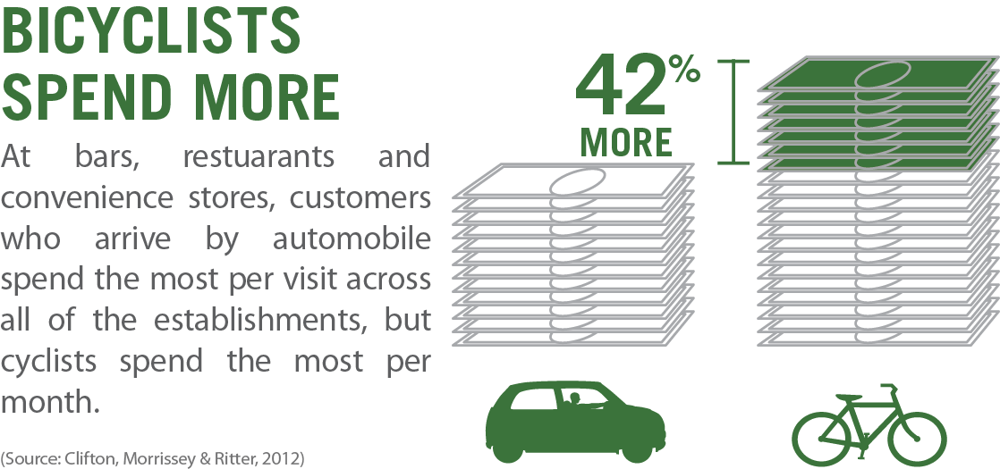 BICYCLISTS
SPEND MORE
At bars, restuarants and
convenience stores, customers
who arrive by automobile
spend the most per visit across
all of the establishments, but
cyclists spend the most per
month.
(Source: Clifton, Morrissey & Ritter, 2012)
42%
MORE